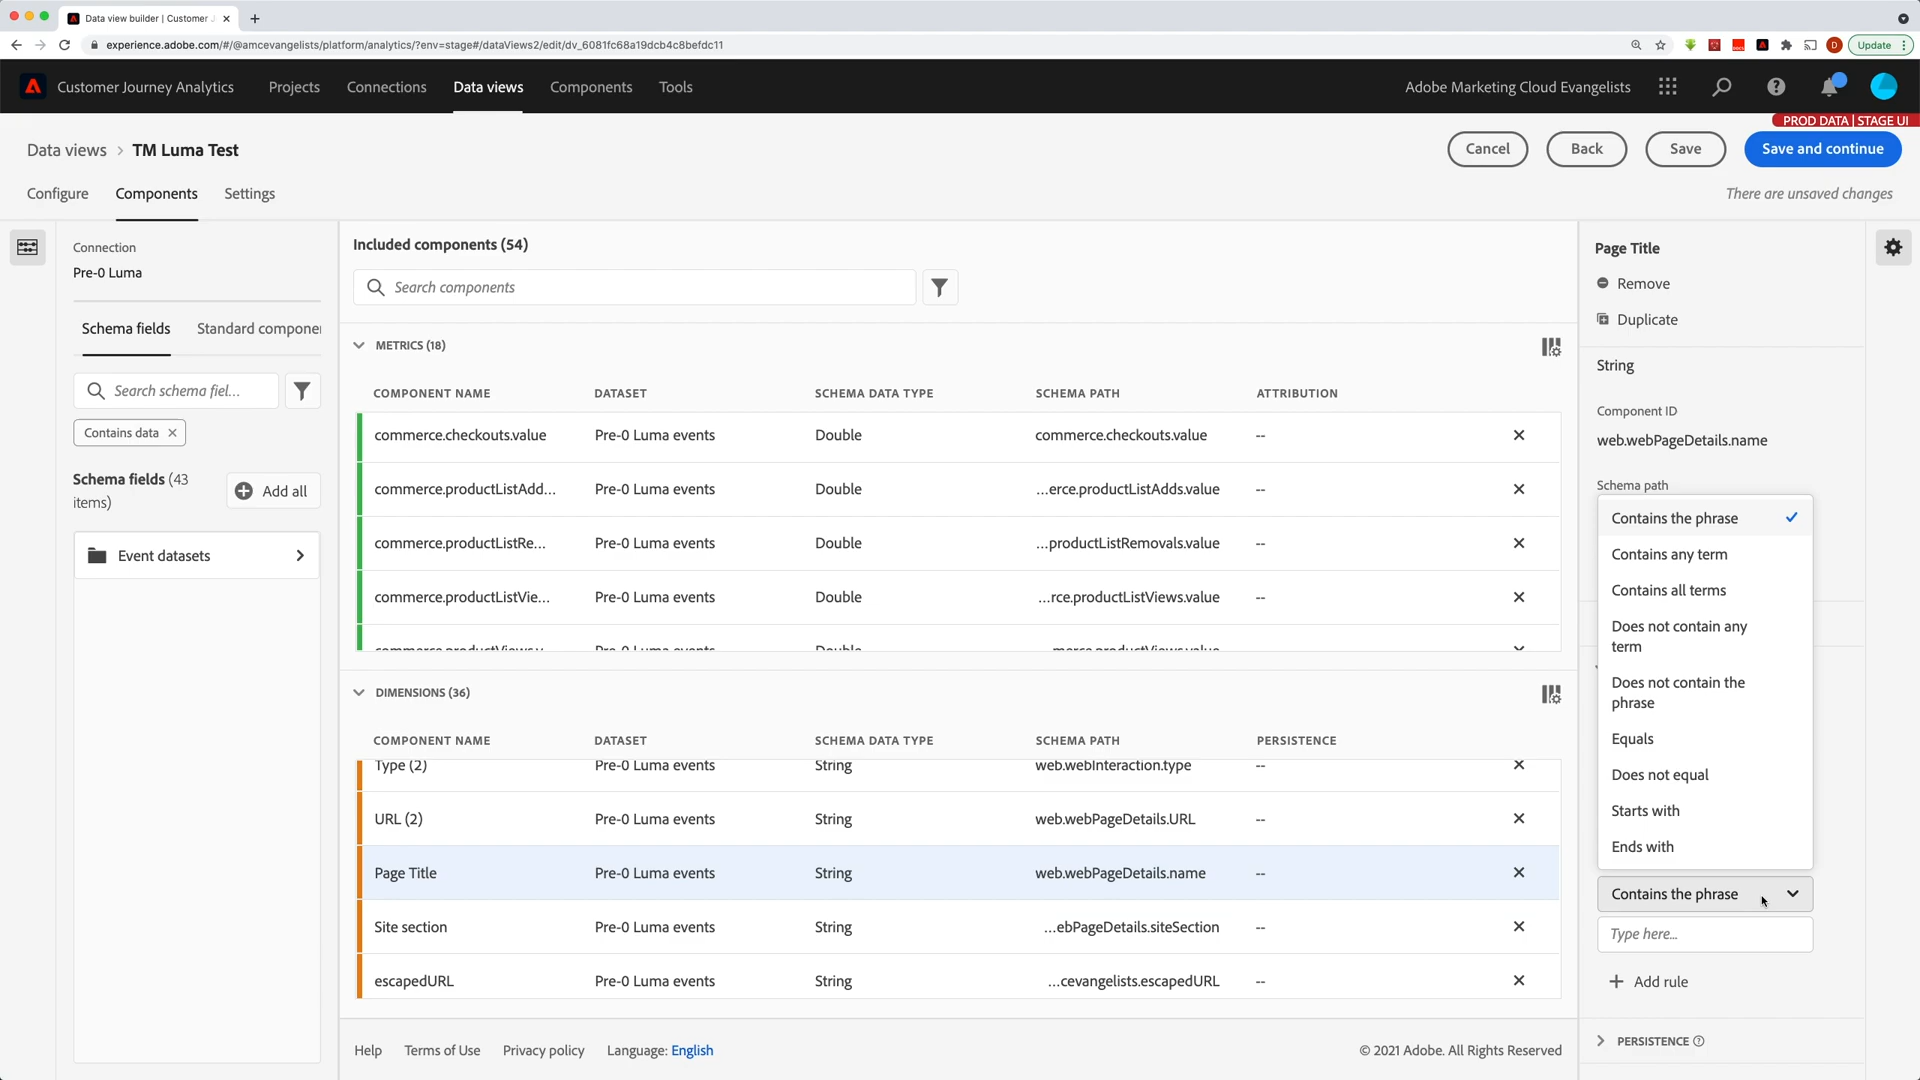 Data view builder | Customer J
experience.adobe.com/#/@amcevangelists/platform/analytics/?env=stage#/dataViews2/edit/dv_6081fc68a19dcb4c8befdc11
D
Update
Customer Journey Analytics
Projects
Connections
Data views
Components
Tools
Adobe Marketing Cloud Evangelists
PROD DATA | STAGE UI
Data views > TM Luma Test
Cancel
Back
Save
Save and continue
Configure
Components
Settings
There are unsaved changes
Connection
Pre-0 Luma
Schema fields
Standard compone
Search schema fiel...
Contains data
Schema fields (43
items)
Add all
Event datasets
Included components (54)
Search components
METRICS (18)
COMPONENT NAME DATASET SCHEMA DATA TYPE SCHEMA PATH ATTRIBUTION
commerce.checkouts.value Pre-0 Luma events Double commerce.checkouts.value --
commerce.productListAdd... Pre-0 Luma events Double ...erce.productListAdds.value --
commerce.productListRe... Pre-0 Luma events Double ...productListRemovals.value --
commerce.productListVie... Pre-0 Luma events Double ...rce.productListViews.value --
DIMENSIONS (36)
COMPONENT NAME DATASET SCHEMA DATA TYPE SCHEMA PATH PERSISTENCE
Type (2) Pre-0 Luma events String web.webInteraction.type --
URL (2) Pre-0 Luma events String web.webPageDetails.URL --
Page Title Pre-0 Luma events String web.webPageDetails.name --
Site section Pre-0 Luma events String ...ebPageDetails.siteSection --
escapedURL Pre-0 Luma events String ...cevangelists.escapedURL --
Page Title
Remove
Duplicate
String
Component ID
web.webPageDetails.name
Schema path
Contains the phrase
Contains any term
Contains all terms
Does not contain any
term
Does not contain the
phrase
Equals
Does not equal
Starts with
Ends with
Contains the phrase
Type here...
Add rule
PERSISTENCE
Help
Terms of Use
Privacy policy
Language: English
© 2021 Adobe. All Rights Reserved